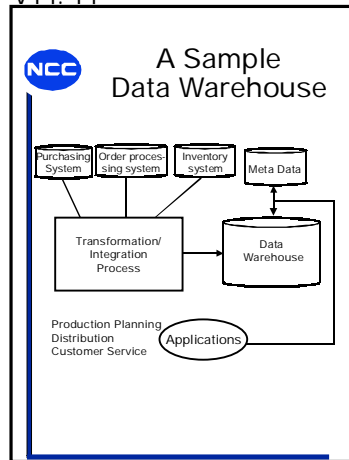 NCC
A Sample
Data Warehouse
Purchasing
System
Order proces-
sing system
Inventory
system
Meta Data
Transformation/
Integration
Process
Data
Warehouse
Production Planning
Distribution
Customer Service
Applications